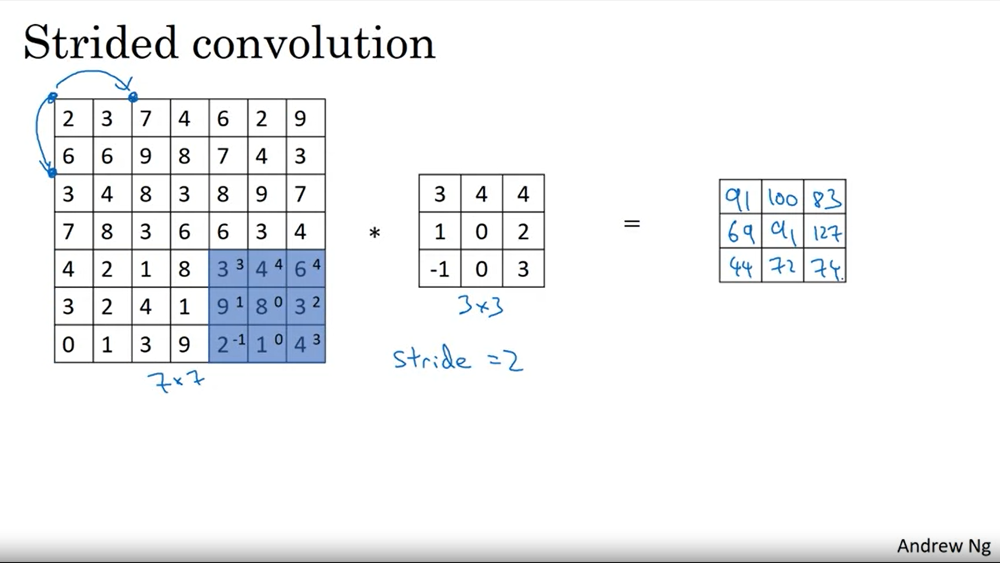 Strided convolution
2 3 7 4 6 2 9
6 6 9 8 7 4 3
3 4 8 3 8 9 7
7 8 3 6 6 3 4
4 2 1 8 3 3 4 4 6 4
3 2 4 1 9 1 8 0 3 2
0 1 3 9 2 -1 1 0 4 3
7×7
*
3 4 4
1 0 2
-1 0 3
3×3
stride = 2
=
91 100 83
69 91 127
44 72 74
Andrew Ng